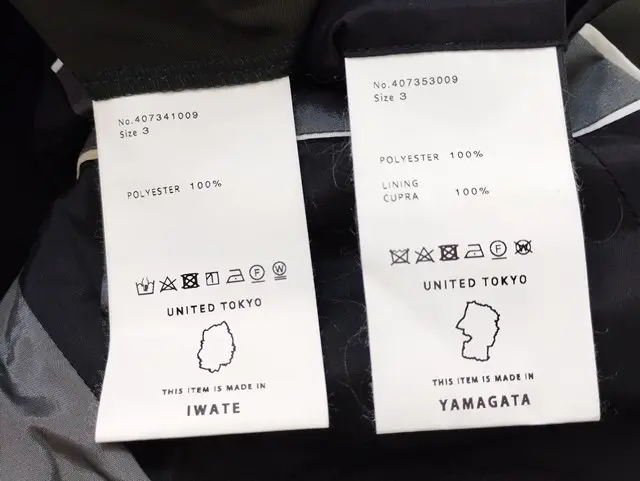 No.407341009
Size 3
POLYESTER 100%
F
W
UNITED TOKYO
THIS ITEM IS MADE IN
IWATE
No.407353009
Size 3
POLYESTER 100%
LINING
CUPRA 100%
F
W
UNITED TOKYO
THIS ITEM IS MADE IN
YAMAGATA